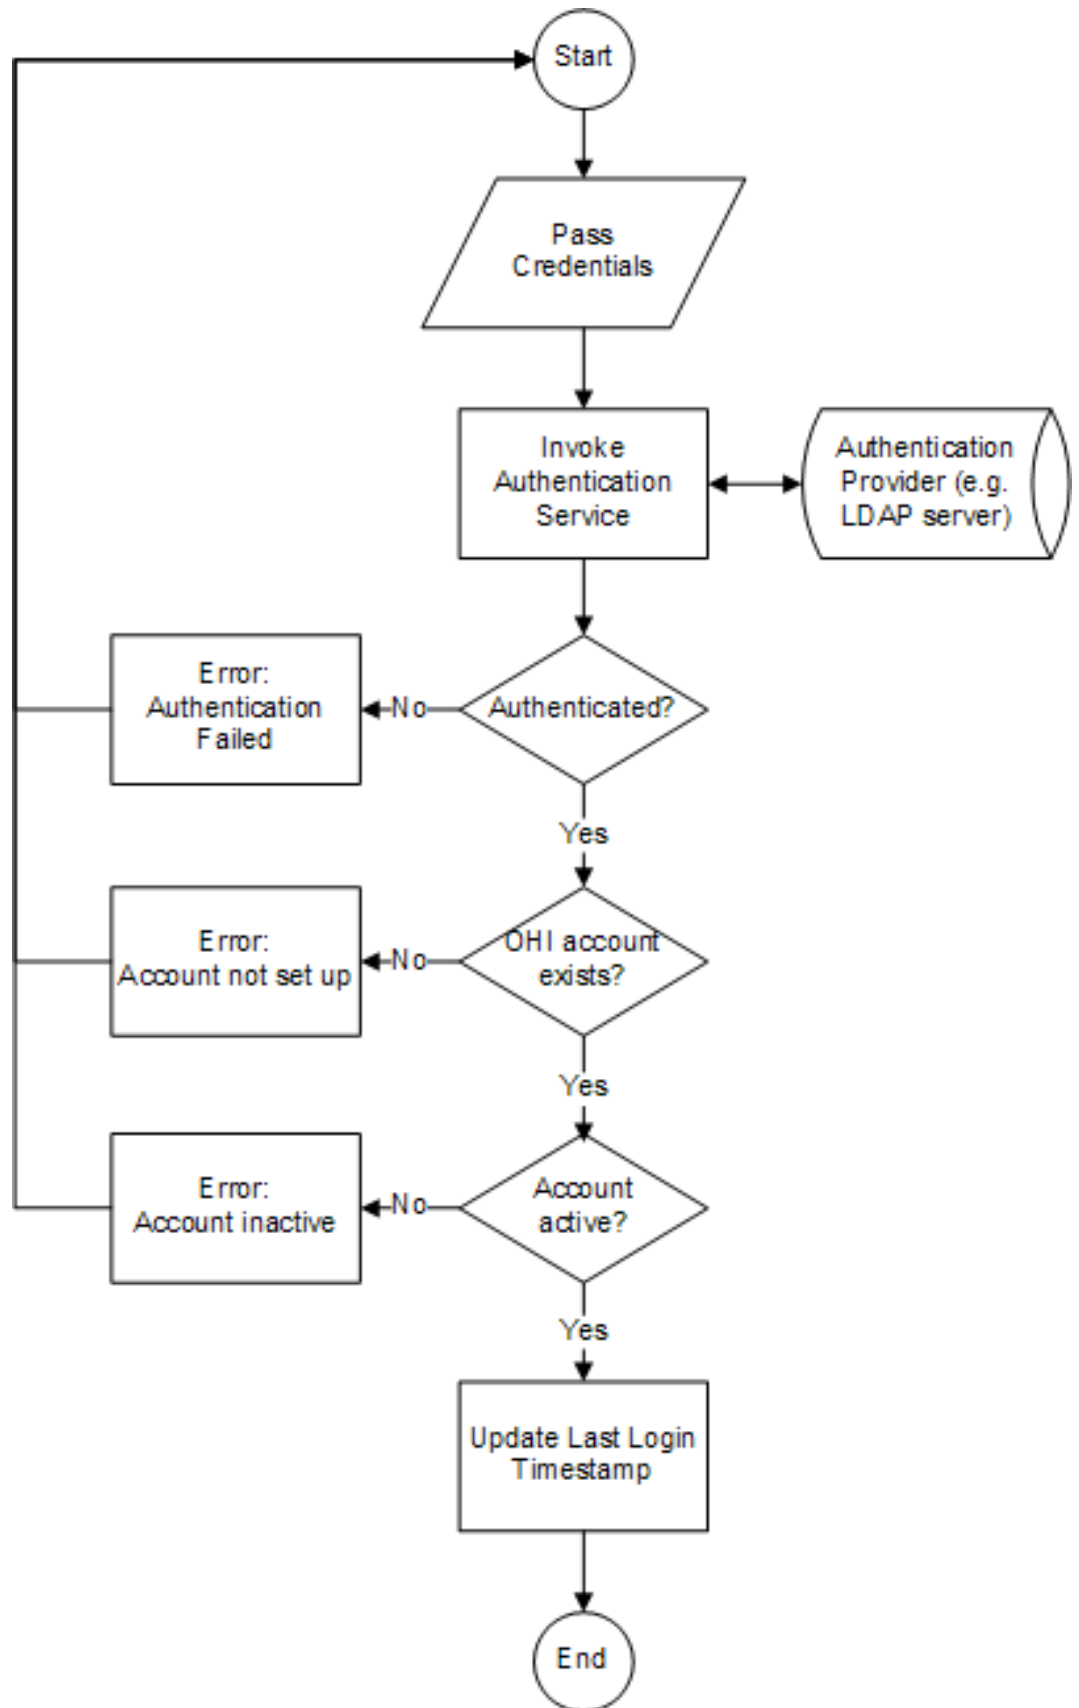 Start
Pass
Credentials
Invoke
Authentication
Service
Authentication
Provider (e.g.
LDAP server)
Error:
Authentication
Failed
No
Authenticated?
Yes
Error:
Account not set up
No
OHI account
exists?
Yes
Error:
Account inactive
No
Account
active?
Yes
Update Last Login
Timestamp
End